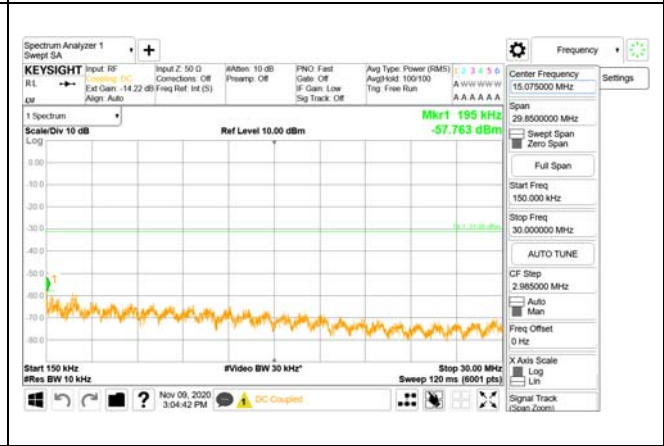 Spectrum Analyzer 1
Swept SA
+
Frequency
KEYSIGHT
RL
Input: RF
Coupling: DC
Ext Gain: -14.22 dB
Align: Auto
Input Z: 50 Ω
Corrections: Off
Freq Ref: Int (S)
#Atten: 10 dB
Preamp: Off
PNO: Fast
Gate: Off
IF Gain: Low
Sig Track: Off
Avg Type: Power (RMS)
Avg|Hold: 100/100
Trig: Free Run
1 2 3 4 5 6
A W W W W W
A A A A A A
1 Spectrum
Scale/Div 10 dB
Log
Ref Level 10.00 dBm
Mkr1 195 kHz
-57.763 dBm
0.00
-10.0
-20.0
-30.0
-40.0
-50.0
-60.0
-70.0
-80.0
1
Start 150 kHz
#Res BW 10 kHz
#Video BW 30 kHz*
Stop 30.00 MHz
Sweep 120 ms (6001 pts)
Nov 09, 2020
3:04:42 PM
DC Coupled
Center Frequency
15.075000 MHz
Settings
Span
29.8500000 MHz
Swept Span
Zero Span
Full Span
Start Freq
150.000 kHz
Stop Freq
30.000000 MHz
AUTO TUNE
CF Step
2.985000 MHz
Auto
Man
Freq Offset
0 Hz
X Axis Scale
Log
Lin
Signal Track
(Span Zoom)